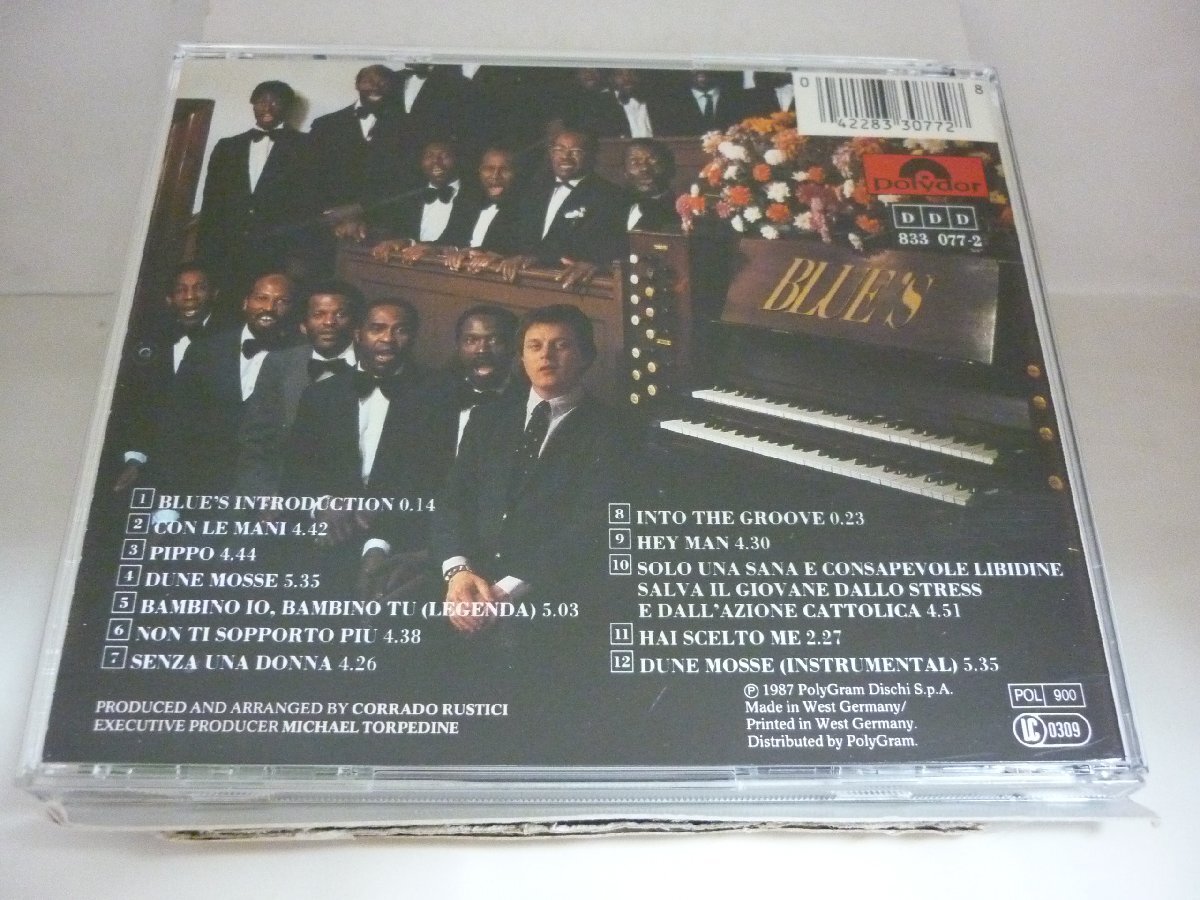 0 8
42283 30772
polydor
D D D
833 077-2
BLUE'S
1 BLUE'S INTRODUCTION 0.14
2 CON LE MANI 4.42
3 PIPPO 4.44
4 DUNE MOSSE 5.35
5 BAMBINO IO, BAMBINO TU (LEGENDA) 5.03
6 NON TI SOPPORTO PIÙ 4.38
7 SENZA UNA DONNA 4.26
8 INTO THE GROOVE 0.23
9 HEY MAN 4.30
10 SOLO UNA SANA E CONSAPEVOLE LIBIDINE
SALVA IL GIOVANE DALLO STRESS
E DALL'AZIONE CATTOLICA 4.51
11 HAI SCELTO ME 2.27
12 DUNE MOSSE (INSTRUMENTAL) 5.35
PRODUCED AND ARRANGED BY CORRADO RUSTICI
EXECUTIVE PRODUCER MICHAEL TORPEDINE
℗ 1987 PolyGram Dischi S.p.A.
Made in West Germany/
Printed in West Germany.
Distributed by PolyGram.
POL 900
LC 0309